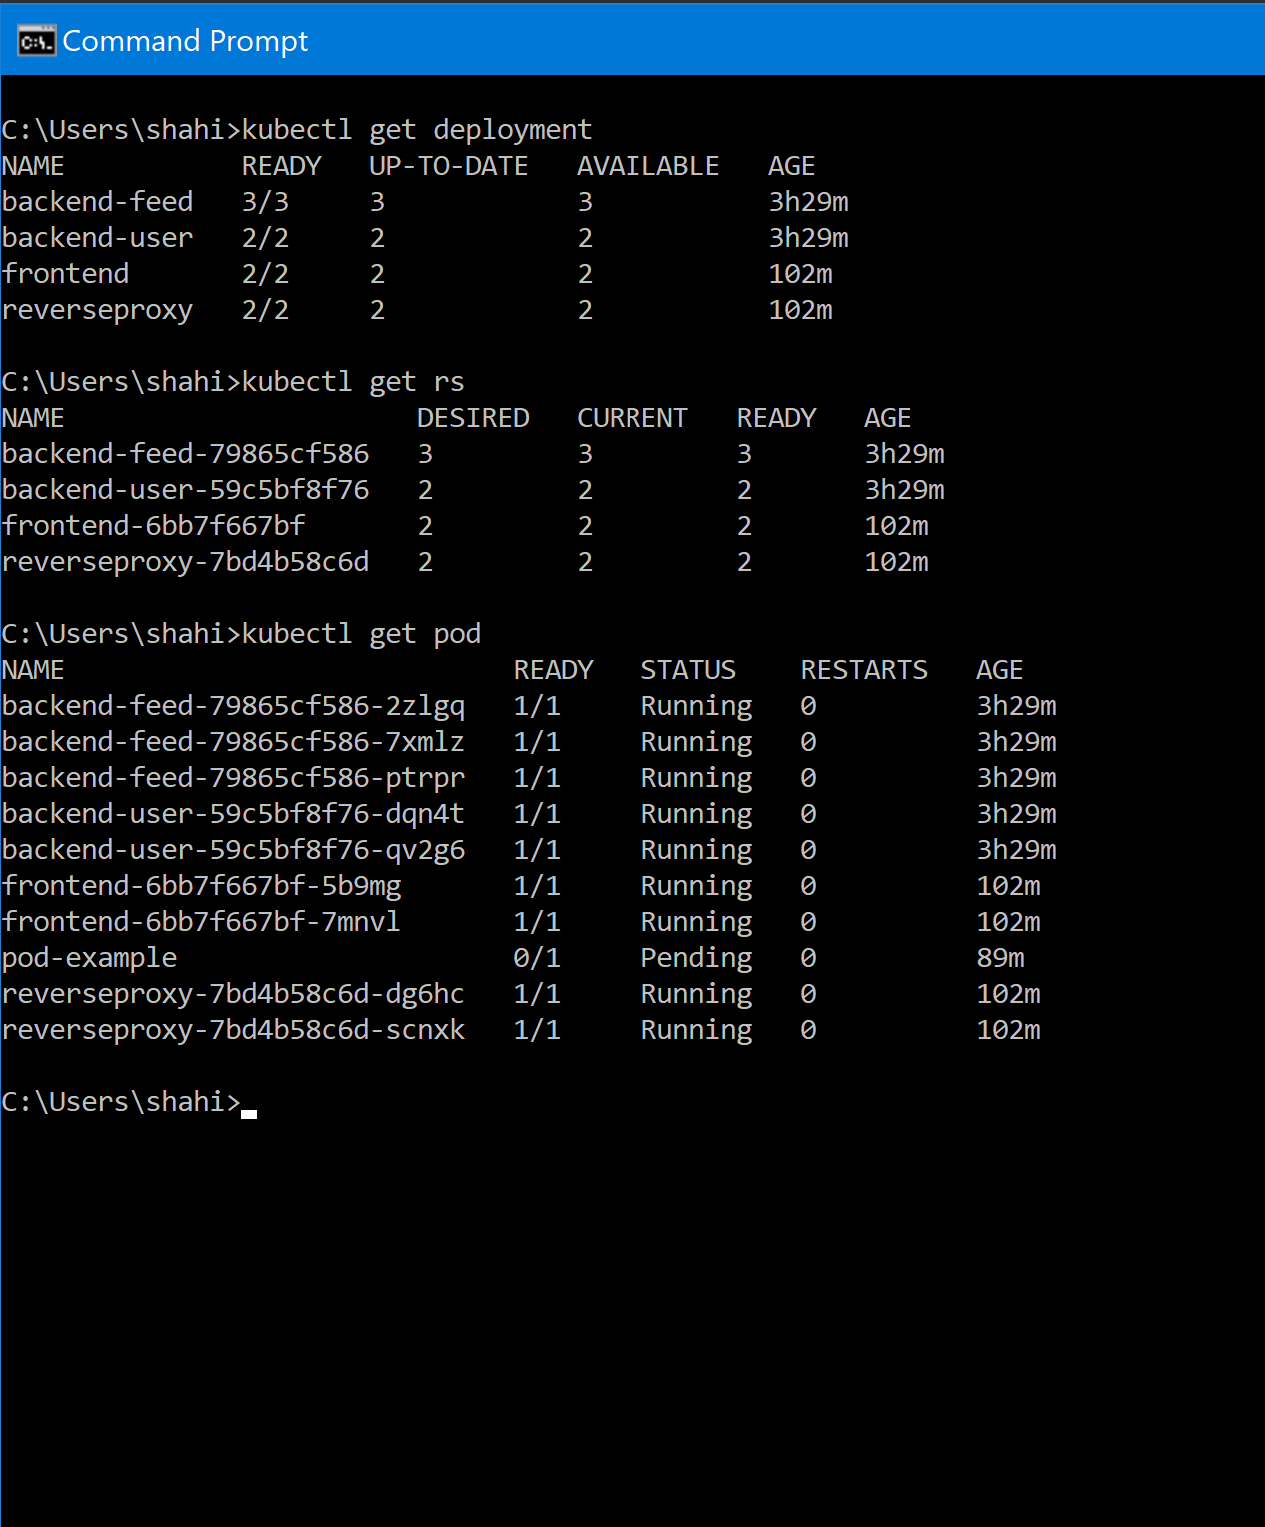 Command Prompt
C:\Users\shahi>kubectl get deployment
NAME           READY   UP-TO-DATE   AVAILABLE   AGE
backend-feed   3/3     3            3           3h29m
backend-user   2/2     2            2           3h29m
frontend       2/2     2            2           102m
reverseproxy   2/2     2            2           102m
C:\Users\shahi>kubectl get rs
NAME                      DESIRED   CURRENT   READY   AGE
backend-feed-79865cf586   3         3         3       3h29m
backend-user-59c5bf8f76   2         2         2       3h29m
frontend-6bb7f667bf       2         2         2       102m
reverseproxy-7bd4b58c6d   2         2         2       102m
C:\Users\shahi>kubectl get pod
NAME                            READY   STATUS    RESTARTS   AGE
backend-feed-79865cf586-2zlgq   1/1     Running   0          3h29m
backend-feed-79865cf586-7xmlz   1/1     Running   0          3h29m
backend-feed-79865cf586-ptrpr   1/1     Running   0          3h29m
backend-user-59c5bf8f76-dqn4t   1/1     Running   0          3h29m
backend-user-59c5bf8f76-qv2g6   1/1     Running   0          3h29m
frontend-6bb7f667bf-5b9mg       1/1     Running   0          102m
frontend-6bb7f667bf-7mnvl       1/1     Running   0          102m
pod-example                     0/1     Pending   0          89m
reverseproxy-7bd4b58c6d-dg6hc   1/1     Running   0          102m
reverseproxy-7bd4b58c6d-scnxk   1/1     Running   0          102m
C:\Users\shahi>